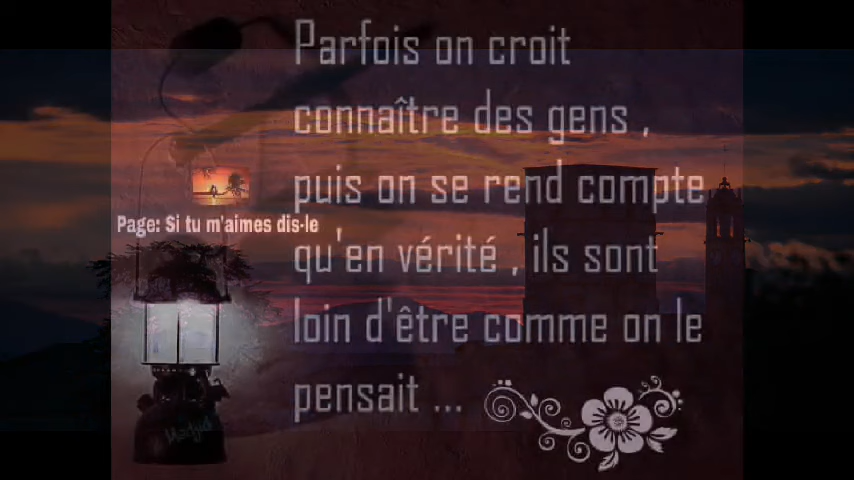 Parfois on croit
connaître des gens ,
puis on se rend compte
Page: Si tu m'aimes dis-le
qu'en vérité , ils sont
loin d'être comme on le
pensait ...